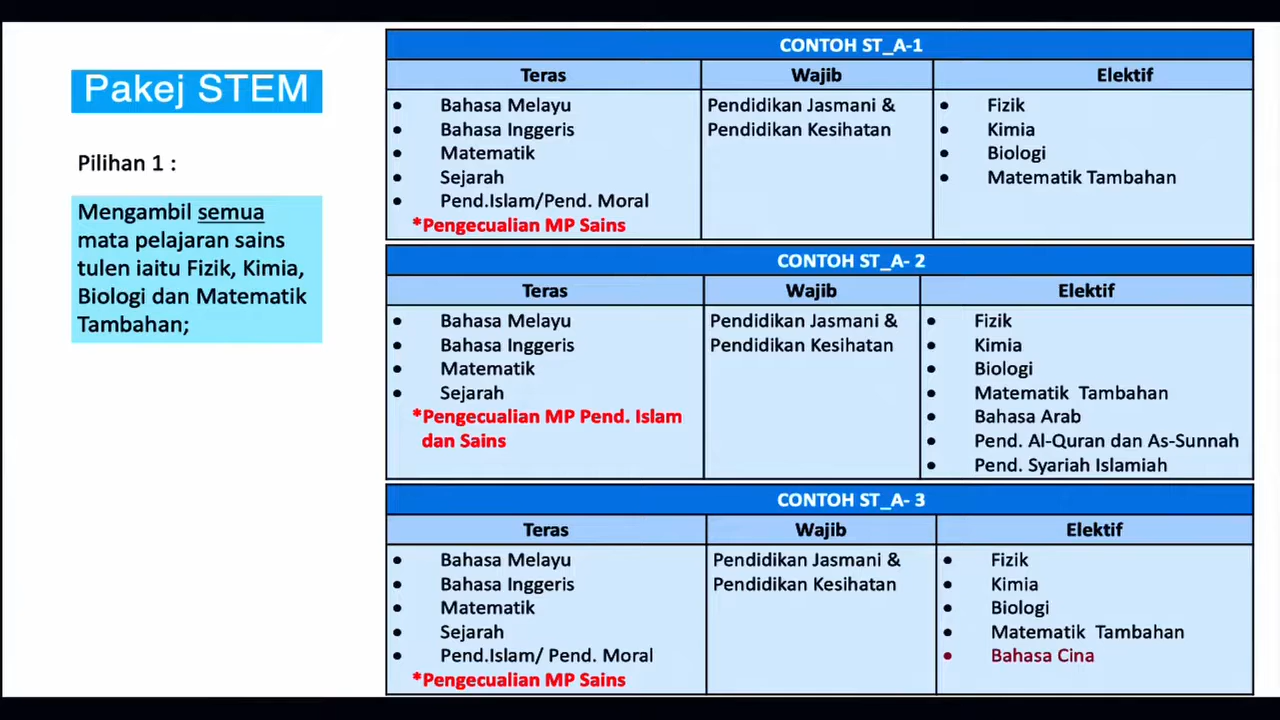 Pakej STEM
Pilihan 1 :
Mengambil semua
mata pelajaran sains
tulen iaitu Fizik, Kimia,
Biologi dan Matematik
Tambahan;
CONTOH ST_A-1
Teras
Wajib
Elektif
• Bahasa Melayu
• Bahasa Inggeris
• Matematik
• Sejarah
• Pend.Islam/Pend. Moral
*Pengecualian MP Sains
Pendidikan Jasmani &
Pendidikan Kesihatan
• Fizik
• Kimia
• Biologi
• Matematik Tambahan
CONTOH ST_A- 2
Teras
Wajib
Elektif
• Bahasa Melayu
• Bahasa Inggeris
• Matematik
• Sejarah
*Pengecualian MP Pend. Islam
dan Sains
Pendidikan Jasmani &
Pendidikan Kesihatan
• Fizik
• Kimia
• Biologi
• Matematik Tambahan
• Bahasa Arab
• Pend. Al-Quran dan As-Sunnah
• Pend. Syariah Islamiah
CONTOH ST_A- 3
Teras
Wajib
Elektif
• Bahasa Melayu
• Bahasa Inggeris
• Matematik
• Sejarah
• Pend.Islam/ Pend. Moral
*Pengecualian MP Sains
Pendidikan Jasmani &
Pendidikan Kesihatan
• Fizik
• Kimia
• Biologi
• Matematik Tambahan
• Bahasa Cina